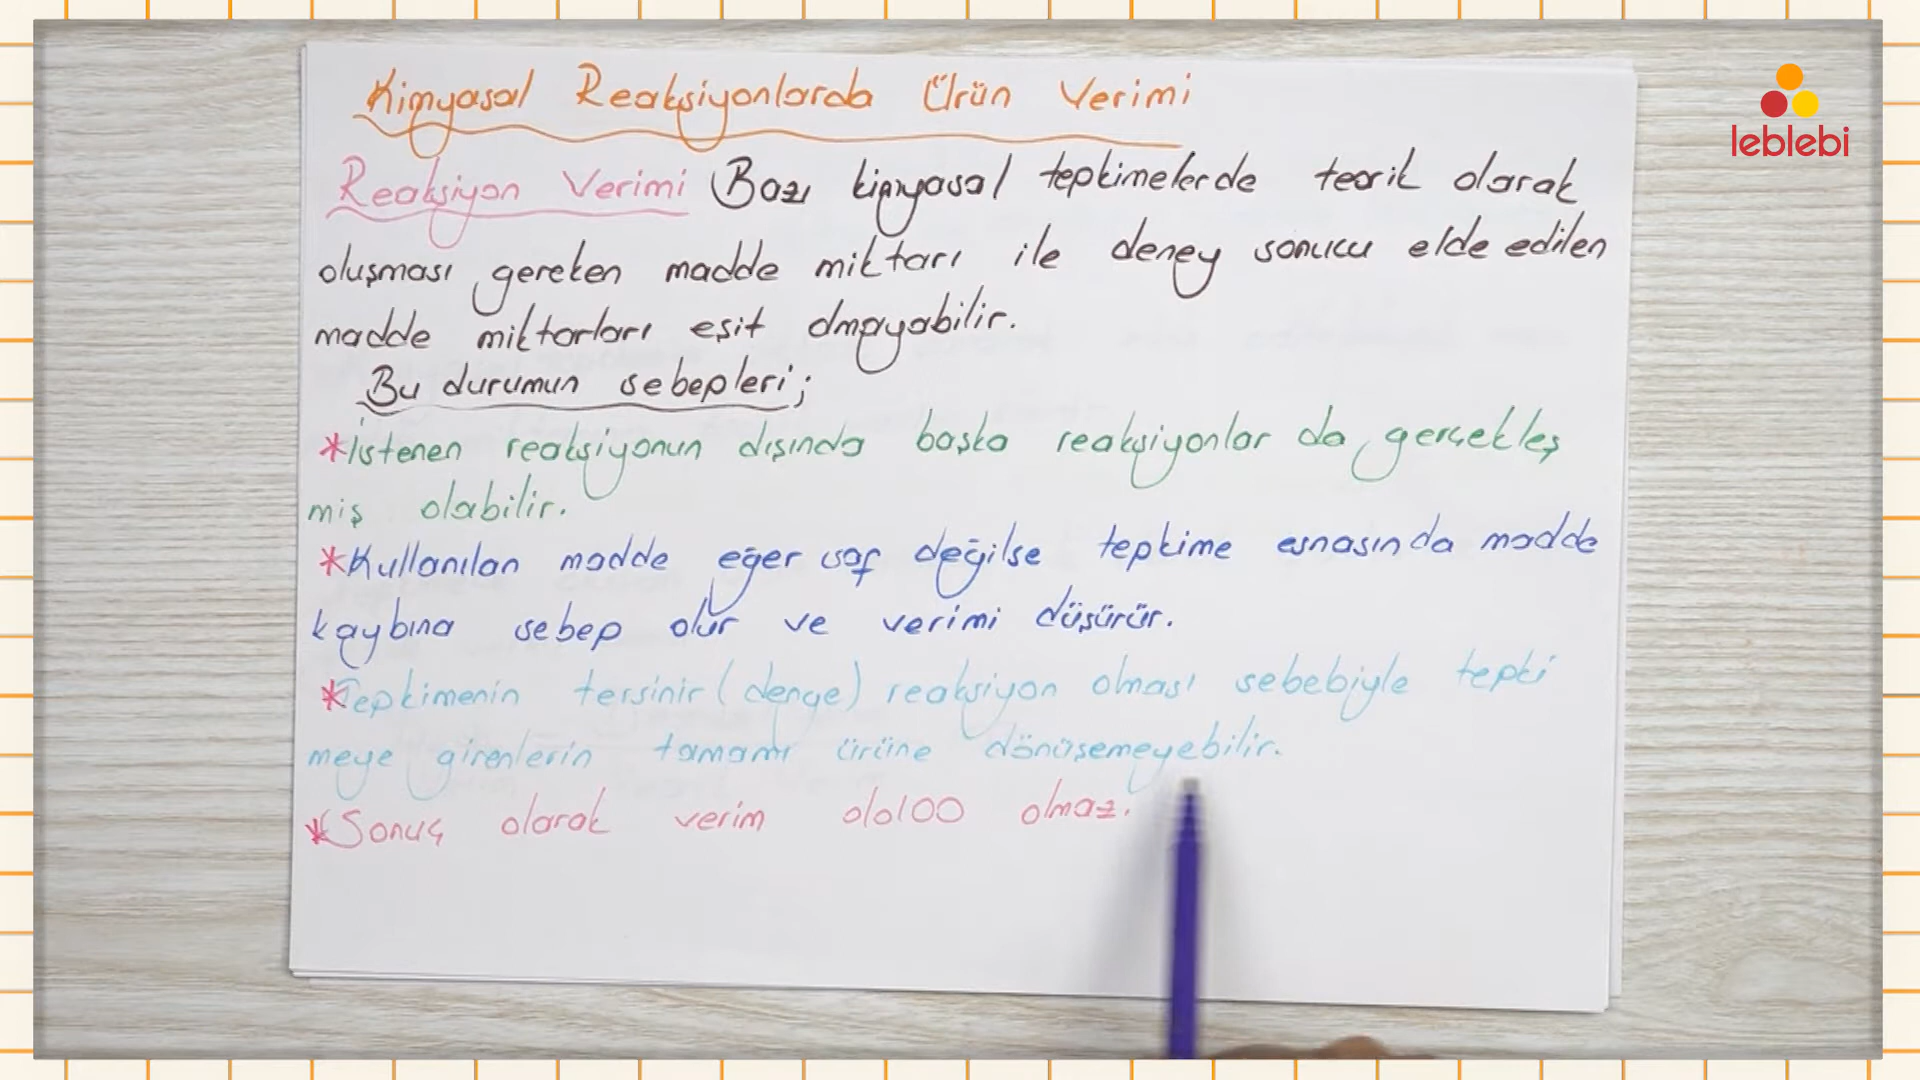 Kimyasal Reaksiyonlarda Ürün Verimi
leblebi
Reaksiyon Verimi Bazı kimyasal tepkimelerde teorik olarak
oluşması gereken madde miktarı ile deney sonucu elde edilen
madde miktarları eşit olmayabilir.
Bu durumun sebepleri;
*İstenen reaksiyonun dışında başka reaksiyonlar da gerçekleş
miş olabilir.
*Kullanılan madde eğer saf değilse tepkime esnasında madde
kaybına sebep olur ve verimi düşürür.
*Tepkimenin tersinir (denge) reaksiyon olması sebebiyle tepki
meye girenlerin tamamı ürüne dönüşemeyebilir.
*Sonuç olarak verim %100 olmaz.